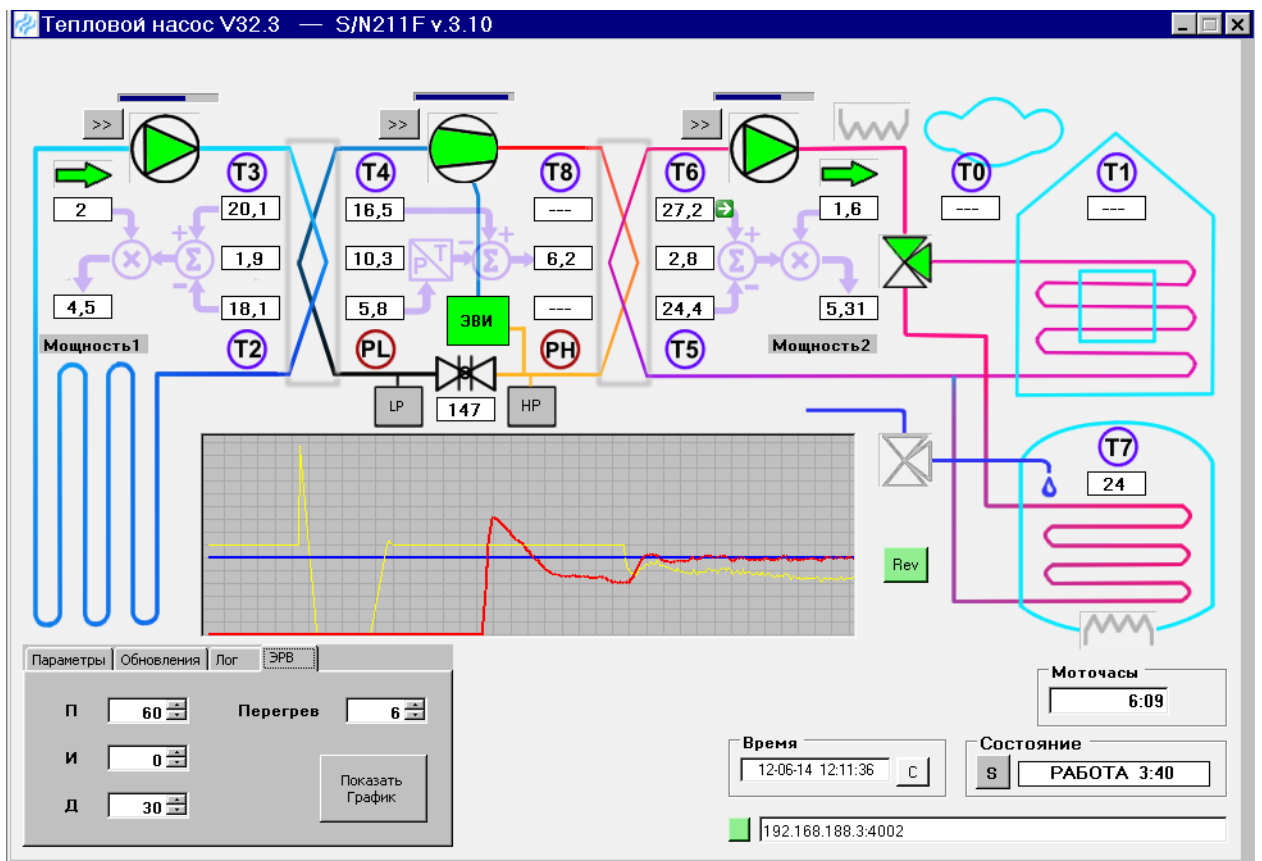 Тепловой насос V32.3 — S/N211F v.3.10
>> >> >>
T3 T4 T8 T6 T0 T1
2 20,1 16,5 --- 27,2 1,6 --- ---
+ + +
1,9 10,3 P T 6,2 2,8
× Σ − Σ Σ ×
− −
4,5 18,1 5,8 ЭВИ --- 24,4 5,31
Мощность1 T2 PL PH T5 Мощность2
LP 147 HP
T7
24
Rev
Параметры Обновления Лог ЭРВ
П 60 Перегрев 6
И 0
Д 30
Показать
График
Моточасы
6:09
Время
12-06-14 12:11:36 C
Состояние
S РАБОТА 3:40
192.168.188.3:4002